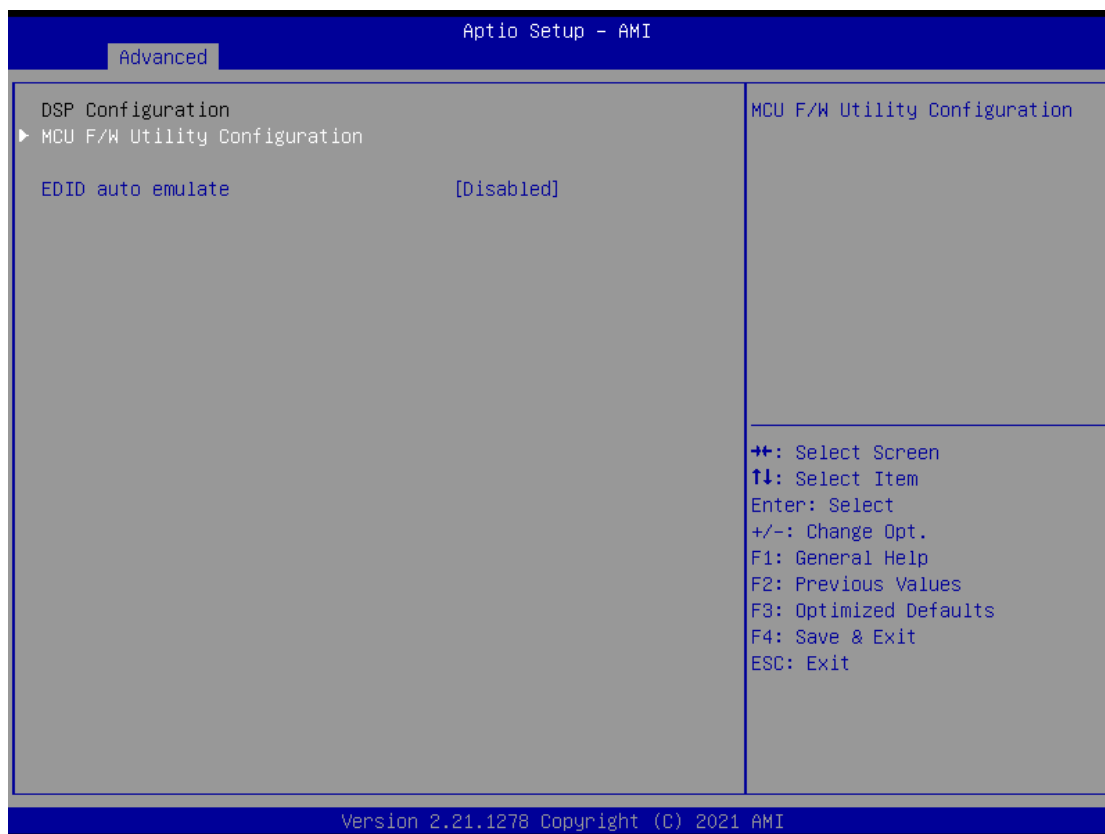 Aptio Setup – AMI
Advanced
DSP Configuration
▶ MCU F/W Utility Configuration
EDID auto emulate [Disabled]
MCU F/W Utility Configuration
→←: Select Screen
↑↓: Select Item
Enter: Select
+/-: Change Opt.
F1: General Help
F2: Previous Values
F3: Optimized Defaults
F4: Save & Exit
ESC: Exit
Version 2.21.1278 Copyright (C) 2021 AMI